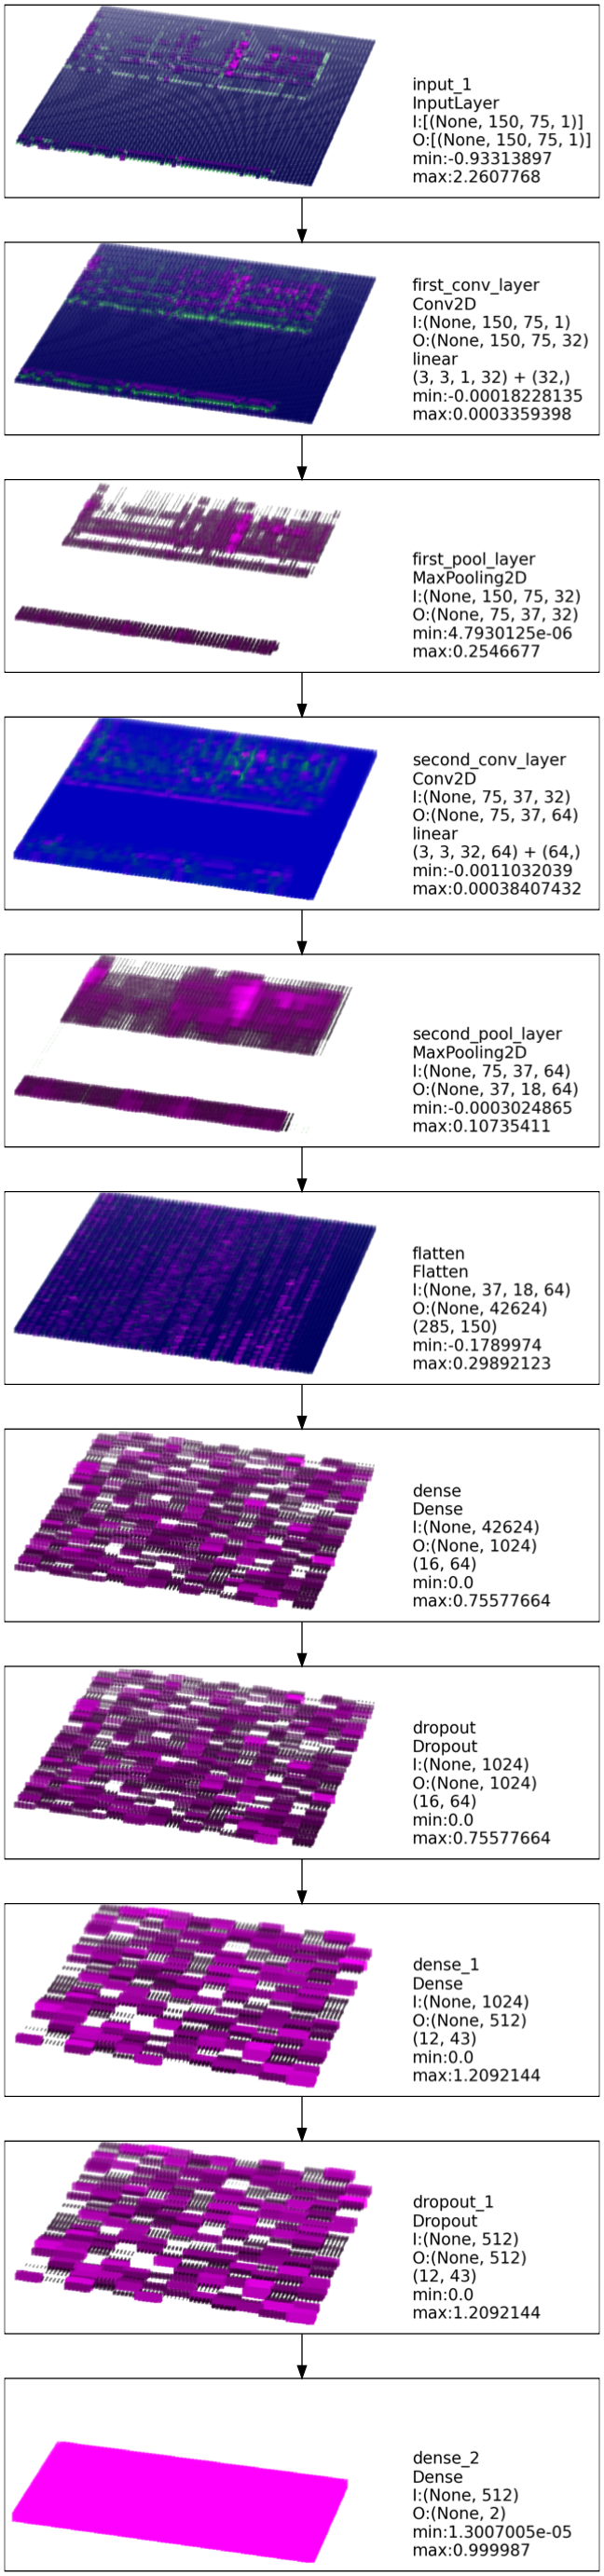 input_1
InputLayer
I:[(None, 150, 75, 1)]
O:[(None, 150, 75, 1)]
min:-0.93313897
max:2.2607768
first_conv_layer
Conv2D
I:(None, 150, 75, 1)
O:(None, 150, 75, 32)
linear
(3, 3, 1, 32) + (32,)
min:-0.00018228135
max:0.0003359398
first_pool_layer
MaxPooling2D
I:(None, 150, 75, 32)
O:(None, 75, 37, 32)
min:4.7930125e-06
max:0.2546677
second_conv_layer
Conv2D
I:(None, 75, 37, 32)
O:(None, 75, 37, 64)
linear
(3, 3, 32, 64) + (64,)
min:-0.0011032039
max:0.00038407432
second_pool_layer
MaxPooling2D
I:(None, 75, 37, 64)
O:(None, 37, 18, 64)
min:-0.0003024865
max:0.10735411
flatten
Flatten
I:(None, 37, 18, 64)
O:(None, 42624)
(285, 150)
min:-0.1789974
max:0.29892123
dense
Dense
I:(None, 42624)
O:(None, 1024)
(16, 64)
min:0.0
max:0.75577664
dropout
Dropout
I:(None, 1024)
O:(None, 1024)
(16, 64)
min:0.0
max:0.75577664
dense_1
Dense
I:(None, 1024)
O:(None, 512)
(12, 43)
min:0.0
max:1.2092144
dropout_1
Dropout
I:(None, 512)
O:(None, 512)
(12, 43)
min:0.0
max:1.2092144
dense_2
Dense
I:(None, 512)
O:(None, 2)
min:1.3007005e-05
max:0.999987